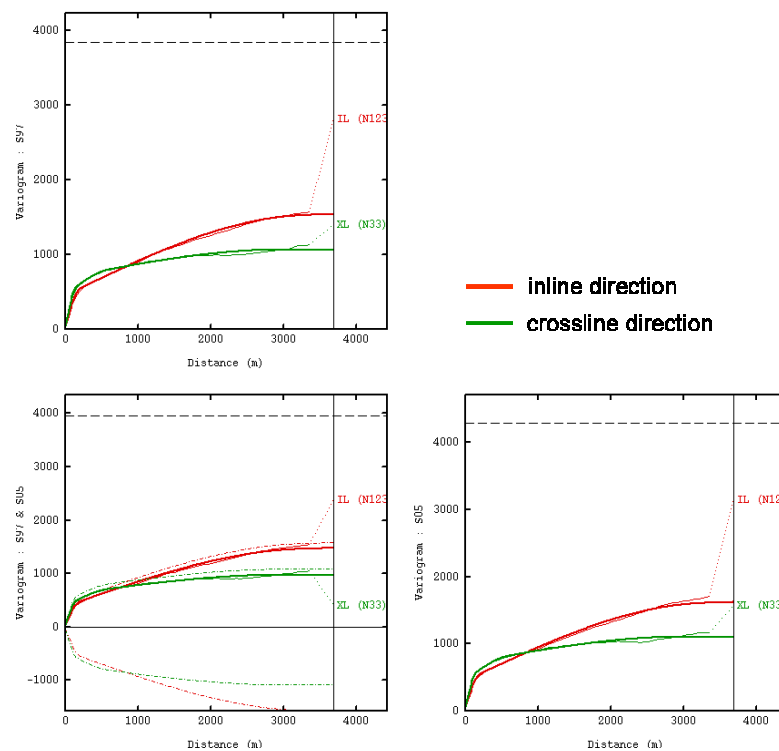 4000
3000
2000
1000
0
Variogram : S97
IL (N123
XL (N33)
0 1000 2000 3000 4000
Distance (m)
inline direction
crossline direction
4000
3000
2000
1000
0
-1000
Variogram : S97 & S05
IL (N123
XL (N33)
0 1000 2000 3000 4000
Distance (m)
4000
3000
2000
1000
0
Variogram : S05
IL (N12
XL (N33
0 1000 2000 3000 4000
Distance (m)